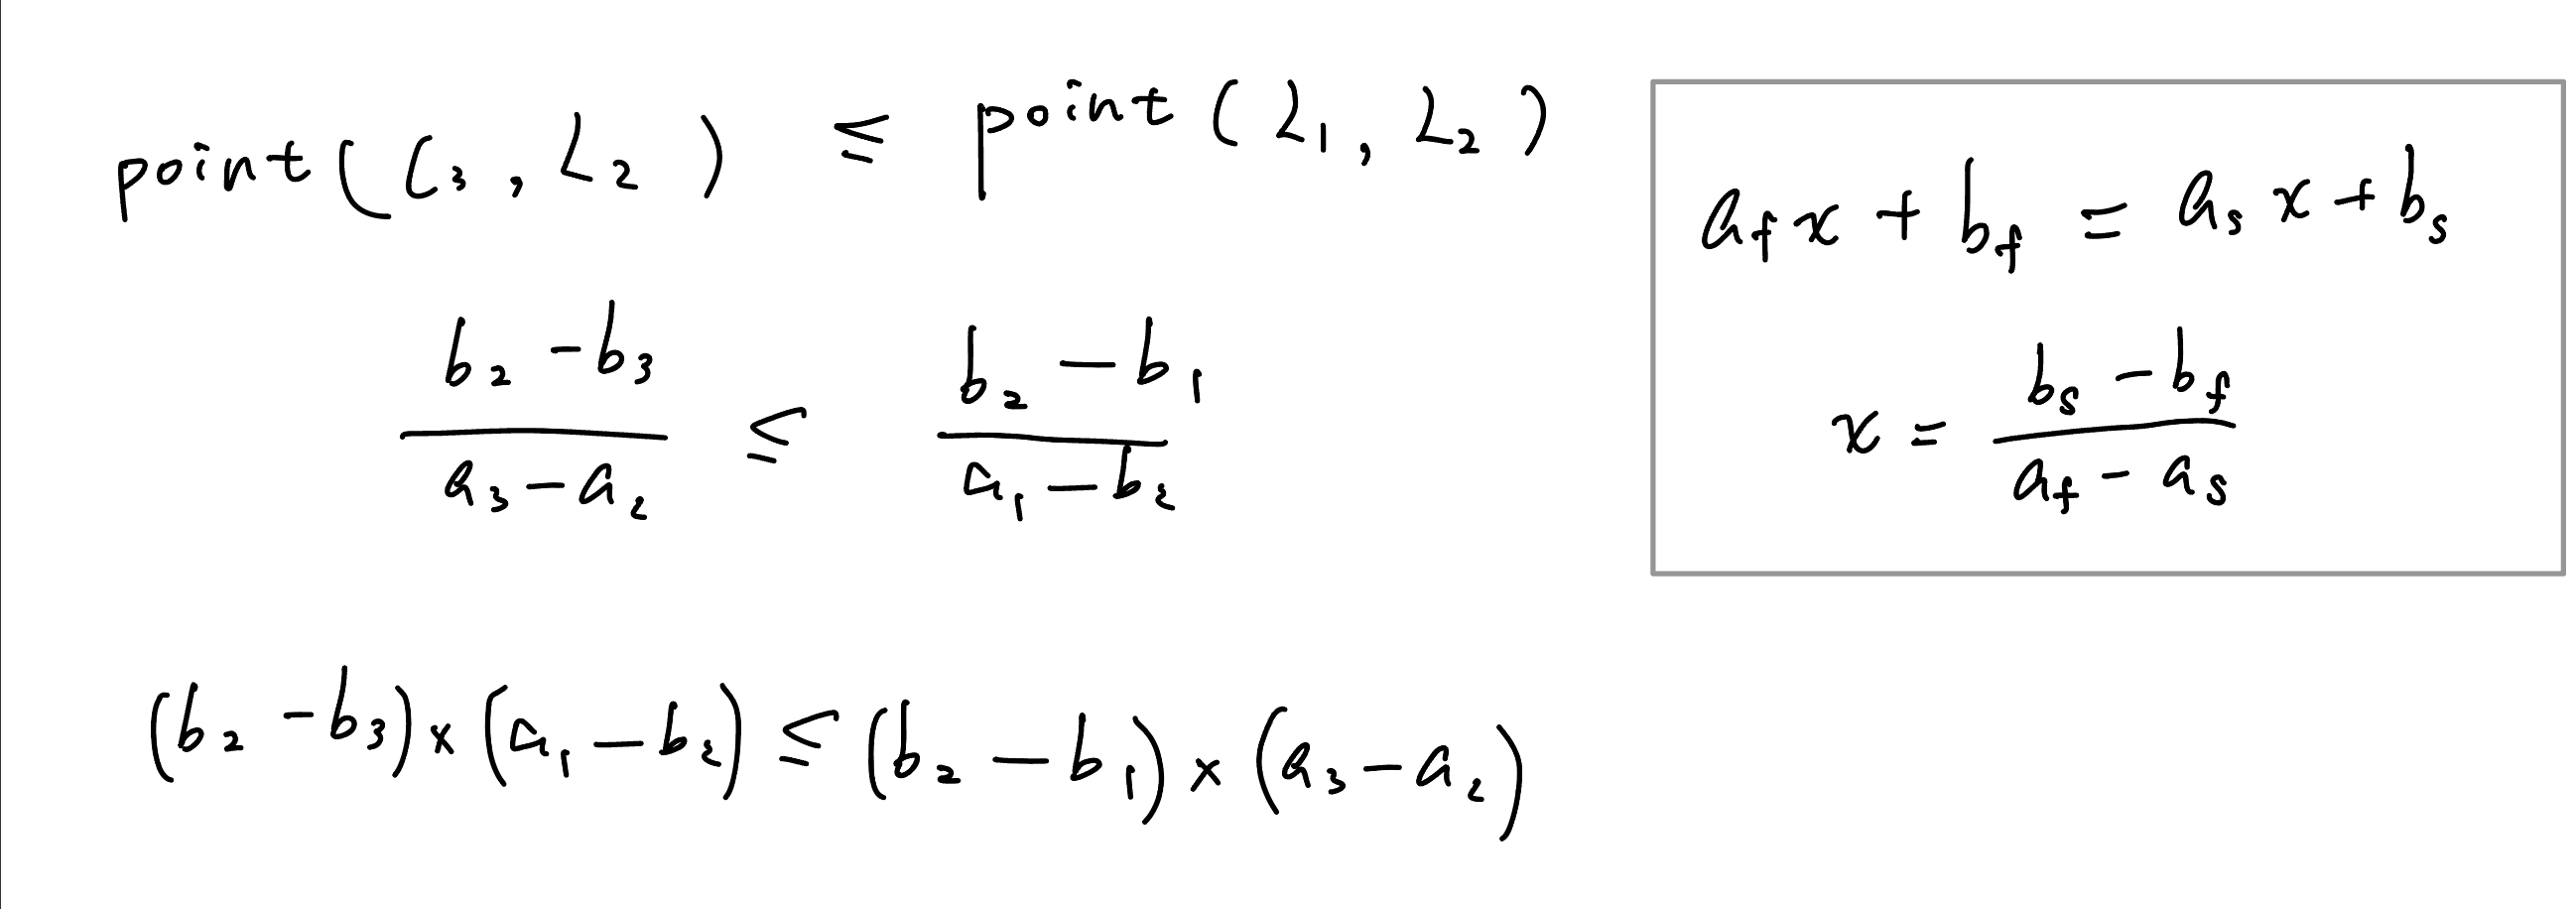 point(L₃, L₂) ≤ point(L₁, L₂)
(b₂ - b₃)/(a₃ - a₂) ≤ (b₂ - b₁)/(a₁ - b₂)
(b₂ - b₃) × (a₁ - b₂) ≤ (b₂ - b₁) × (a₃ - a₂)
a_f x + b_f = a_s x + b_s
x = (b_s - b_f)/(a_f - a_s)